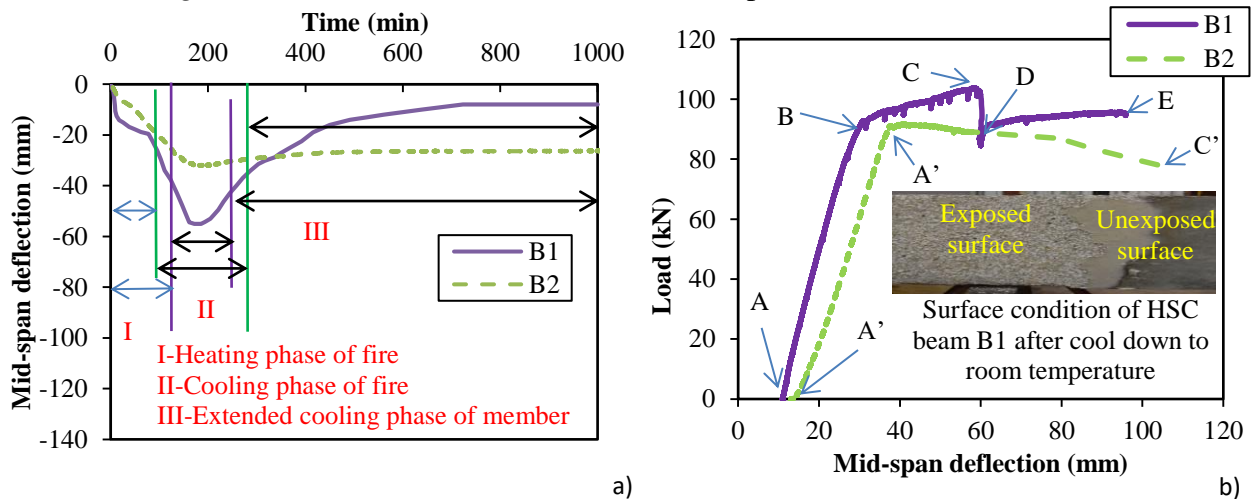 Time (min)
0 200 400 600 800 1000
0
-20
-40
-60
-80
-100
-120
-140
Mid-span deflection (mm)
I
II
III
B1
B2
I-Heating phase of fire
II-Cooling phase of fire
III-Extended cooling phase of member
a)
B1
B2
120
100
80
60
40
20
0
Load (kN)
A
B
C
D
E
A’
A’
C’
Exposed
surface
Unexposed
surface
Surface condition of HSC
beam B1 after cool down to
room temperature
0 20 40 60 80 100 120
Mid-span deflection (mm)
b)